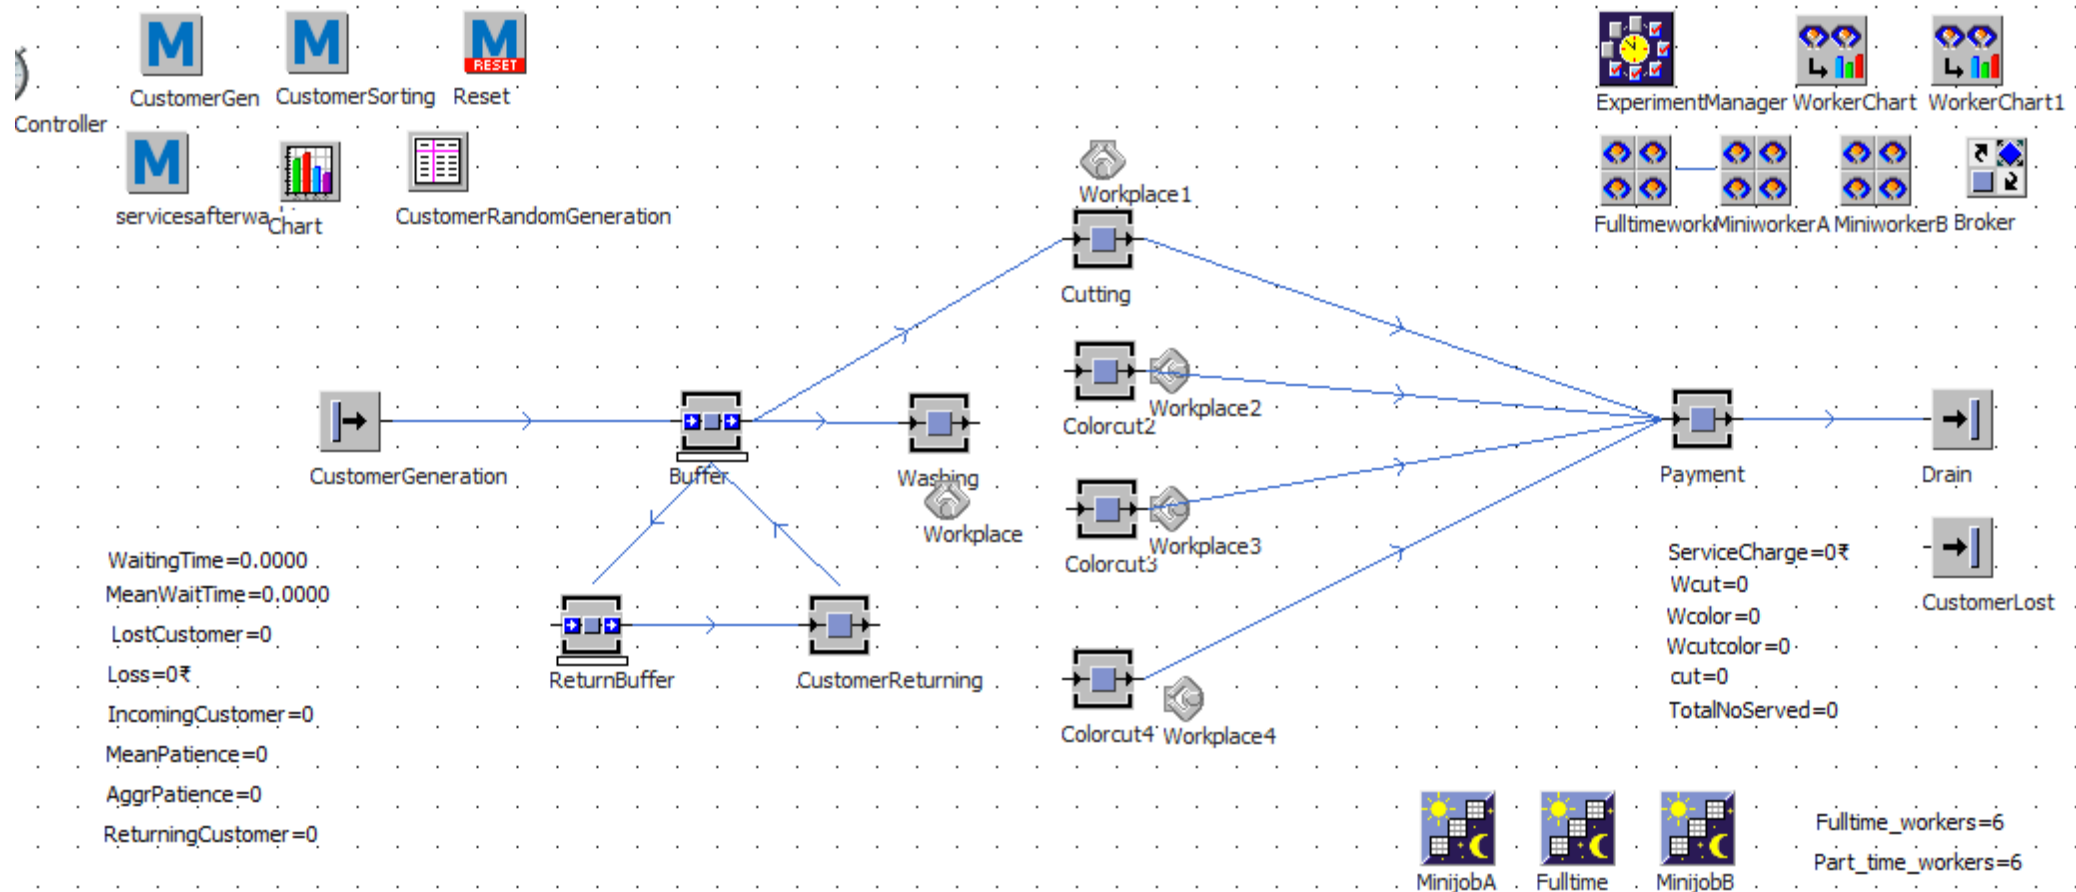 M
M
M
RESET
CustomerGen
CustomerSorting
Reset
ExperimentManager
WorkerChart
WorkerChart1
Controller
M
servicesafterwa
Chart
CustomerRandomGeneration
Workplace1
Fulltimework
MiniworkerA
MiniworkerB
Broker
Cutting
Colorcut2
Workplace2
CustomerGeneration
Buffer
Washing
Workplace
Colorcut3
Workplace3
Payment
Drain
WaitingTime=0.0000
MeanWaitTime=0.0000
LostCustomer=0
Loss=0₹
IncomingCustomer=0
MeanPatience=0
AggrPatience=0
ReturningCustomer=0
ReturnBuffer
CustomerReturning
Colorcut4
Workplace4
ServiceCharge=0₹
Wcut=0
Wcolor=0
Wcutcolor=0
cut=0
TotalNoServed=0
CustomerLost
MinijobA
Fulltime
MinijobB
Fulltime_workers=6
Part_time_workers=6